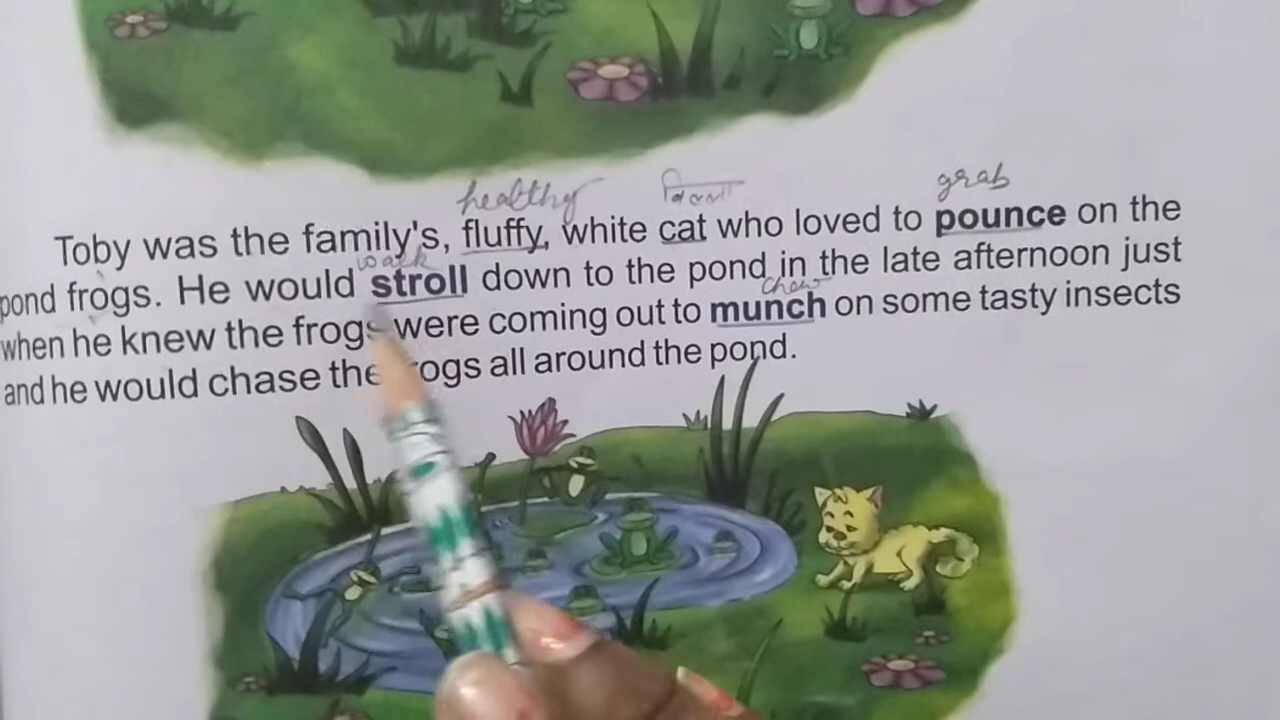 healthy बिल्ली grab
Toby was the family's, fluffy, white cat who loved to pounce on the
walk
pond frogs. He would stroll down to the pond in the late afternoon just
chew
when he knew the frogs were coming out to munch on some tasty insects
and he would chase the frogs all around the pond.